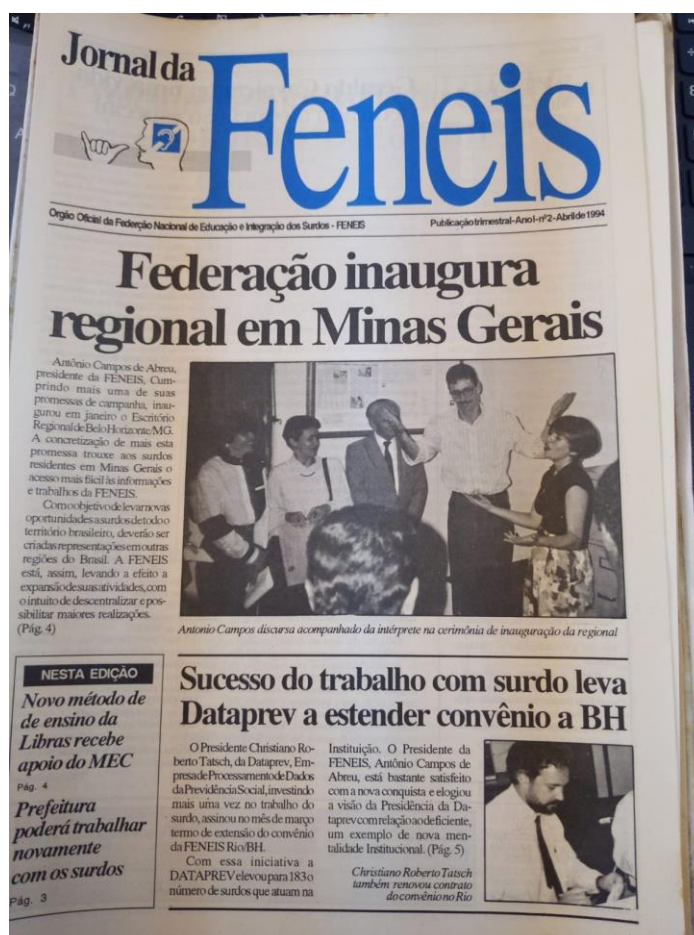 Jornal da
Feneis
Orgão Oficial da Federção Nacional de Educação e Integração dos Surdos - FENEIS
Publicação trimestral - Ano I - nº 2 - Abril de 1994
Federação inaugura
regional em Minas Gerais
Antônio Campos de Abreu,
presidente da FENEIS, Cum-
prindo mais uma de suas
promessas de campanha, inau-
gurou em janeiro o Escritório
Regional de Belo Horizonte/MG.
A concretização de mais esta
promessa trouxe aos surdos
residentes em Minas Gerais o
acesso mais fácil às informações
e trabalhos da FENEIS.
Com o objetivo de levar novas
oportunidades a surdos de todo o
território brasileiro, deverão ser
criadas representações em outras
regiões do Brasil. A FENEIS
está, assim, levando a efeito a
expansão de suas atividades, com
o intuito de descentralizar e pos-
sibilitar maiores realizações.
(Pág. 4)
Antonio Campos discursa acompanhado da intérprete na cerimônia de inauguração da regional
NESTA EDIÇÃO
Novo método de
de ensino da
Libras recebe
apoio do MEC
Pág. 4
Prefeitura
poderá trabalhar
novamente
com os surdos
Pág. 3
Sucesso do trabalho com surdo leva
Dataprev a estender convênio a BH
O Presidente Christiano Ro-
berto Tatsch, da Dataprev, Em-
presa de Processamento de Dados
da Previdência Social, investindo
mais uma vez no trabalho do
surdo, assinou no mês de março
termo de extensão do convênio
da FENEIS Rio/BH.
Com essa iniciativa a
DATAPREV elevou para 183 o
número de surdos que atuam na
Instituição. O Presidente da
FENEIS, Antônio Campos de
Abreu, está bastante satisfeito
com a nova conquista e elogiou
a visão da Presidência da Da-
taprev com relação ao deficiente,
um exemplo de nova men-
talidade Institucional. (Pág. 5)
Christiano Roberto Tatsch
também renovou contrato
do convênio no Rio